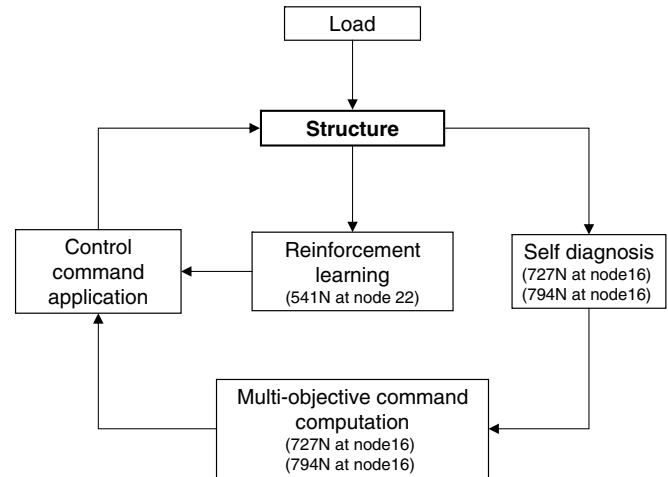 Load
Structure
Control
command
application
Reinforcement
learning
(541N at node 22)
Self diagnosis
(727N at node16)
(794N at node16)
Multi-objective command
computation
(727N at node16)
(794N at node16)